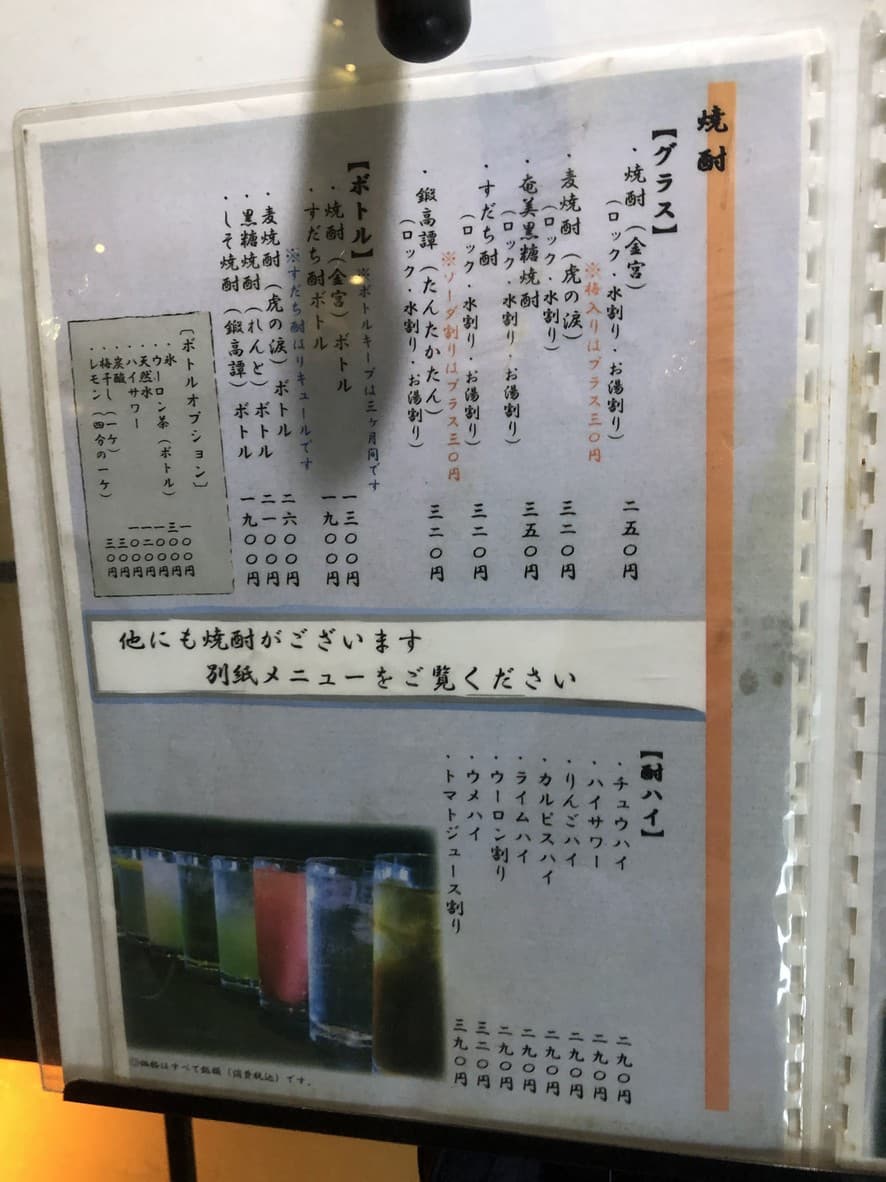 焼酎
【グラス】
・焼酎(金宮) 二五〇円
(ロック・水割り・お湯割り)
※梅入りはプラス三〇円
・麦焼酎(虎の涙) 三二〇円
(ロック・水割り)
・奄美黒糖焼酎 三五〇円
(ロック・水割り・お湯割り)
・すだち酎 三二〇円
(ロック・水割り・お湯割り)
※ソーダ割りはプラス三〇円
・鍛高譚(たんたかたん) 三二〇円
(ロック・水割り・お湯割り)
【ボトル】※ボトルキープは三ヶ月間です
・焼酎(金宮)ボトル 一三〇〇円
・すだち酎ボトル 一九〇〇円
※すだち酎はリキュールです
・麦焼酎(虎の涙)ボトル 二六〇〇円
・黒糖焼酎(れんと)ボトル 二一〇〇円
・しそ焼酎(鍛高譚)ボトル 一九〇〇円
[ボトルオプション]
・氷 一〇〇円
・ウーロン茶(ボトル) 三〇〇円
・天然水 一〇〇円
・ハイサワー
・炭酸
・梅干し(一ケ) 三〇円
・レモン(四分の一ケ) 三〇円
他にも焼酎がございます
別紙メニューをご覧ください
【酎ハイ】
・チュウハイ 二九〇円
・ハイサワー 二九〇円
・りんごハイ 二九〇円
・カルピスハイ 二九〇円
・ライムハイ 二九〇円
・ウーロン割り 二九〇円
・ウメハイ 三二〇円
・トマトジュース割り 三九〇円
価格はすべて総額(消費税込)です。